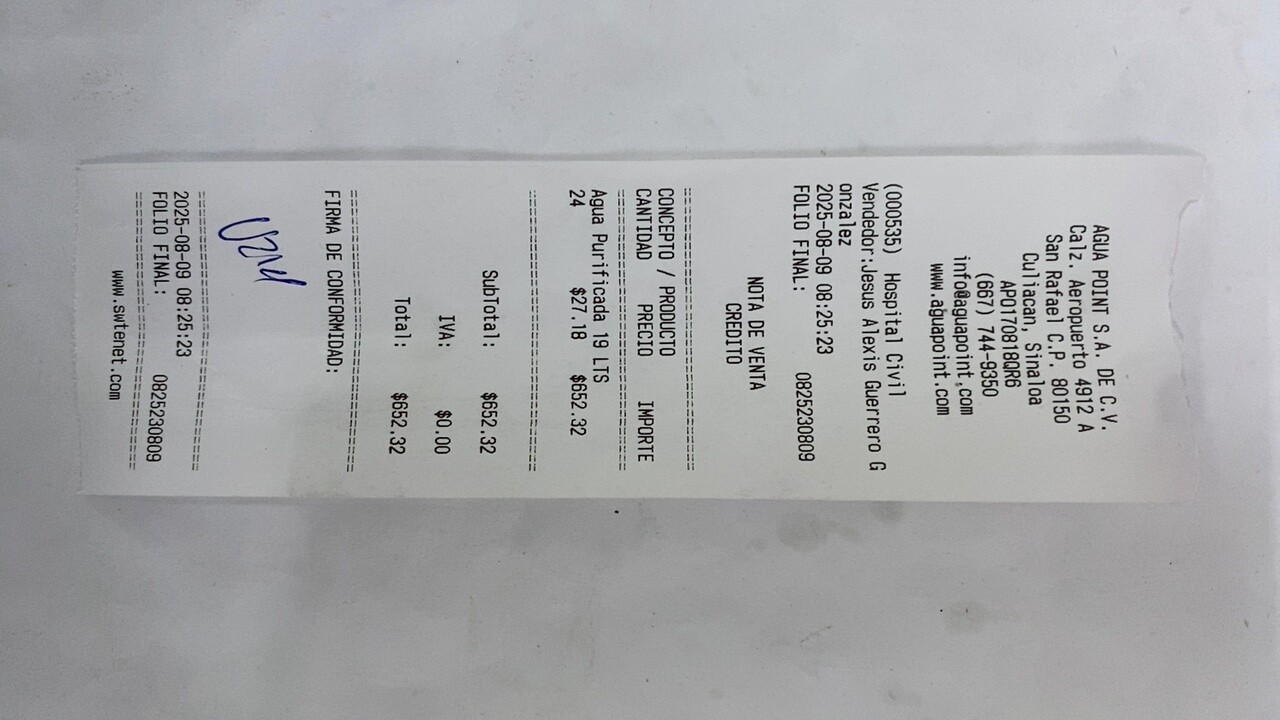 AGUA POINT S.A. DE C.V.
Calz. Aeropuerto 4912 A
San Rafael C.P. 80150
Culiacan, Sinaloa
APO1708180R6
(667) 744-9350
info@aguapoint.com
www.aguapoint.com
(000535) Hospital Civil
Vendedor:Jesus Alexis Guerrero G
onzalez
2025-08-09 08:25:23
FOLIO FINAL: 0825230809
NOTA DE VENTA
CREDITO
CONCEPTO / PRODUCTO
CANTIDAD PRECIO IMPORTE
Agua Purificada 19 LTS
24 $27.18 $652.32
SubTotal: $652.32
IVA: $0.00
Total: $652.32
FIRMA DE CONFORMIDAD:
2025-08-09 08:25:23
FOLIO FINAL: 0825230809
www.swtenet.com